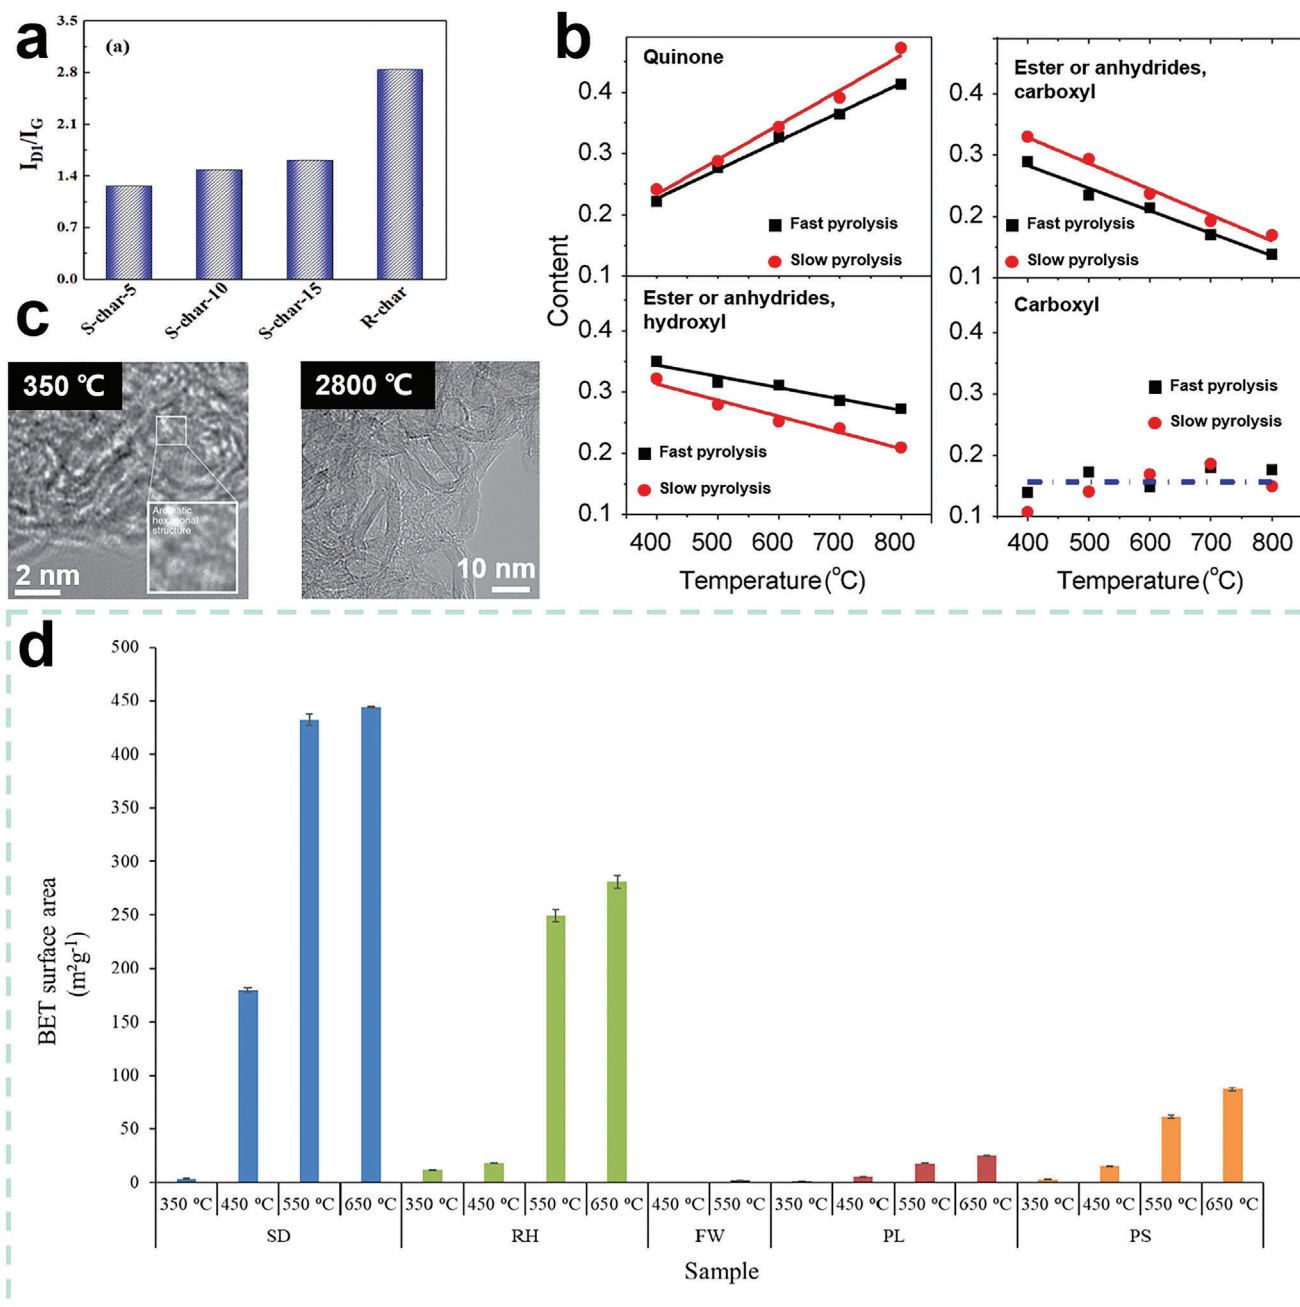 a
(a)
3.5
2.8
2.1
1.4
0.7
0.0
I_D1/I_G
S-char-5
S-char-10
S-char-15
R-char
b
Content
Quinone
0.4
0.3
0.2
0.1
Fast pyrolysis
Slow pyrolysis
Ester or anhydrides,
carboxyl
0.4
0.3
0.2
0.1
Fast pyrolysis
Slow pyrolysis
Ester or anhydrides,
hydroxyl
0.4
0.3
0.2
0.1
Fast pyrolysis
Slow pyrolysis
400 500 600 700 800
Temperature(°C)
Carboxyl
0.4
0.3
0.2
0.1
Fast pyrolysis
Slow pyrolysis
400 500 600 700 800
Temperature(°C)
c
350 ℃
Aromatic
hexagonal
structure
2 nm
2800 ℃
10 nm
d
500
450
400
350
300
250
200
150
100
50
0
BET surface area
(m²g⁻¹)
350 °C 450 °C 550 °C 650 °C 350 °C 450 °C 550 °C 650 °C 450 °C 550 °C 350 °C 450 °C 550 °C 650 °C 350 °C 450 °C 550 °C 650 °C
SD RH FW PL PS
Sample